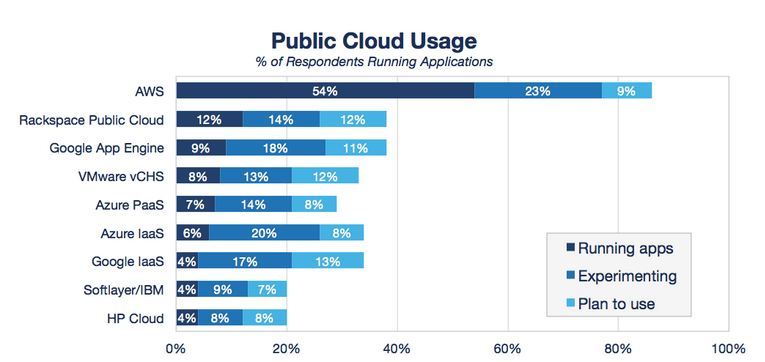 Public Cloud Usage
% of Respondents Running Applications
AWS 54% 23% 9%
Rackspace Public Cloud 12% 14% 12%
Google App Engine 9% 18% 11%
VMware vCHS 8% 13% 12%
Azure PaaS 7% 14% 8%
Azure IaaS 6% 20% 8%
Google IaaS 4% 17% 13%
Softlayer/IBM 4% 9% 7%
HP Cloud 4% 8% 8%
Running apps
Experimenting
Plan to use
0% 20% 40% 60% 80% 100%